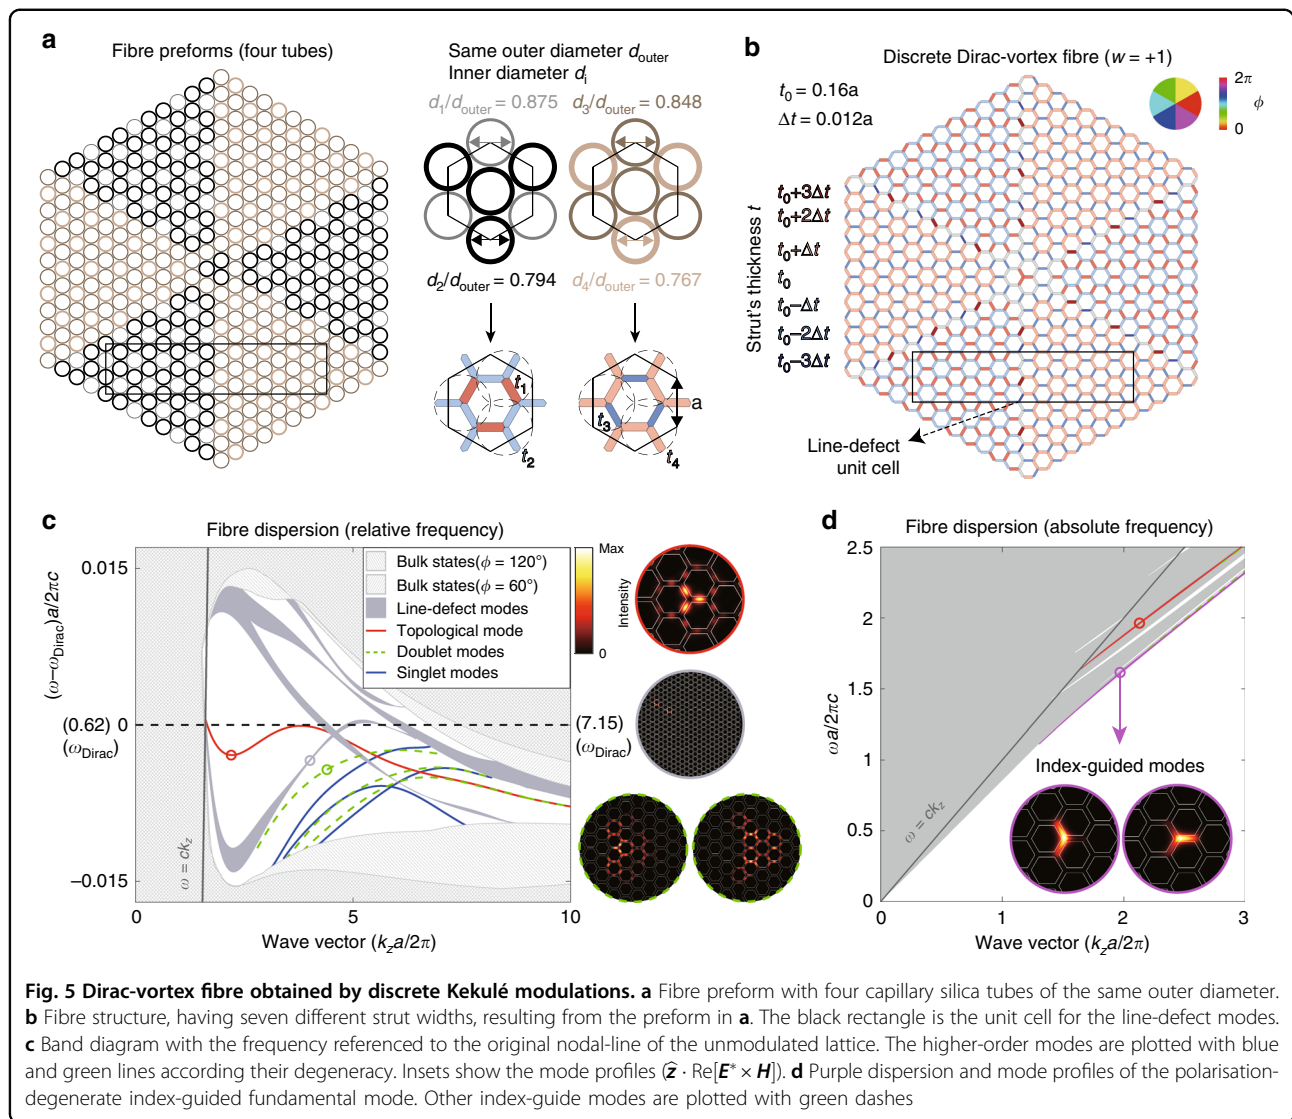 a
Fibre preforms (four tubes)
Same outer diameter d_outer
Inner diameter d_i
d_1/d_outer = 0.875
d_3/d_outer = 0.848
d_2/d_outer = 0.794
d_4/d_outer = 0.767
t_1
t_2
t_3
t_4
a
b
Discrete Dirac-vortex fibre (w = +1)
t_0 = 0.16a
Δt = 0.012a
2π
ϕ
0
Strut's thickness t
t_0+3Δt
t_0+2Δt
t_0+Δt
t_0
t_0−Δt
t_0−2Δt
t_0−3Δt
Line-defect
unit cell
c
Fibre dispersion (relative frequency)
(ω−ω_Dirac)a/2πc
0.015
(0.62) 0
(ω_Dirac)
−0.015
ω = ck_z
Bulk states(ϕ = 120°)
Bulk states(ϕ = 60°)
Line-defect modes
Topological mode
Doublet modes
Singlet modes
Max
Intensity
0
(7.15)
(ω_Dirac)
0
5
10
Wave vector (k_z a/2π)
d
Fibre dispersion (absolute frequency)
ωa/2πc
2.5
2
1.5
1
0.5
0
ω = ck_z
Index-guided modes
0
1
2
3
Wave vector (k_z a/2π)
Fig. 5 Dirac-vortex fibre obtained by discrete Kekulé modulations. a Fibre preform with four capillary silica tubes of the same outer diameter.
b Fibre structure, having seven different strut widths, resulting from the preform in a. The black rectangle is the unit cell for the line-defect modes.
c Band diagram with the frequency referenced to the original nodal-line of the unmodulated lattice. The higher-order modes are plotted with blue
and green lines according their degeneracy. Insets show the mode profiles (ẑ · Re[E* × H]). d Purple dispersion and mode profiles of the polarisation-
degenerate index-guided fundamental mode. Other index-guide modes are plotted with green dashes